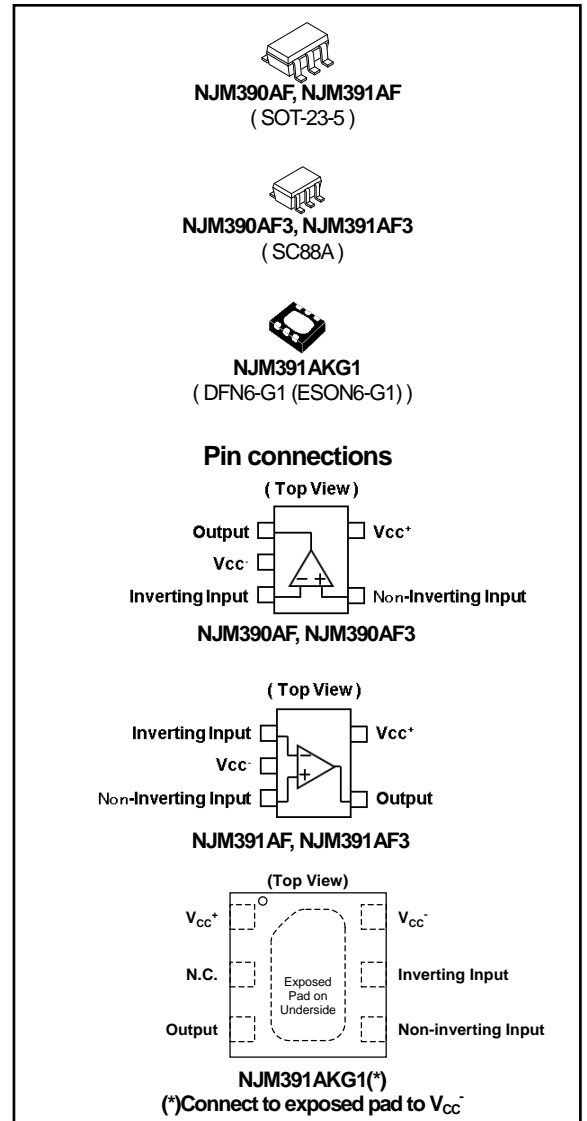 NJM390AF, NJM391AF
( SOT-23-5 )
NJM390AF3, NJM391AF3
( SC88A )
NJM391AKG1
( DFN6-G1 (ESON6-G1) )
Pin connections
( Top View )
Output
Vcc⁺
Vcc⁻
Inverting Input
Non-Inverting Input
− +
NJM390AF, NJM390AF3
( Top View )
Inverting Input
Vcc⁺
Vcc⁻
Non-Inverting Input
Output
−
+
NJM391AF, NJM391AF3
(Top View)
VCC⁺
VCC⁻
N.C.
Exposed
Pad on
Underside
Inverting Input
Output
Non-inverting Input
NJM391AKG1(*)
(*)Connect to exposed pad to VCC⁻